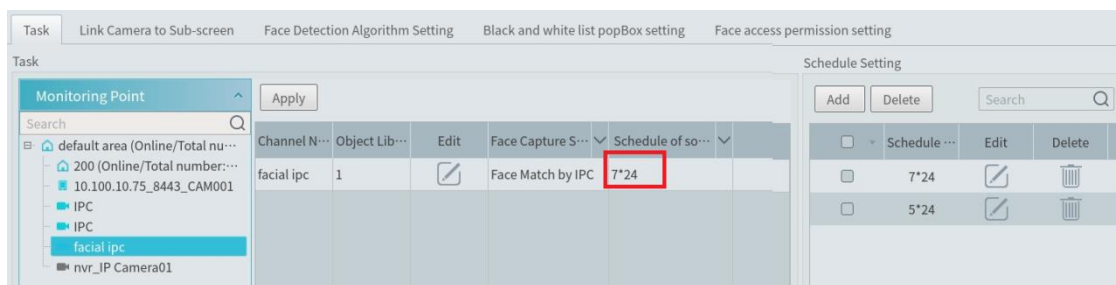 Task Link Camera to Sub-screen Face Detection Algorithm Setting Black and white list popBox setting Face access permission setting
Task
Monitoring Point
Search
default area (Online/Total nu···
200 (Online/Total number:···
10.100.10.75_8443_CAM001
IPC
IPC
facial ipc
nvr_IP Camera01
Apply
Channel N··· Object Lib··· Edit Face Capture S··· Schedule of so···
facial ipc 1 Face Match by IPC 7*24
Schedule Setting
Add Delete Search
Schedule ··· Edit Delete
7*24
5*24